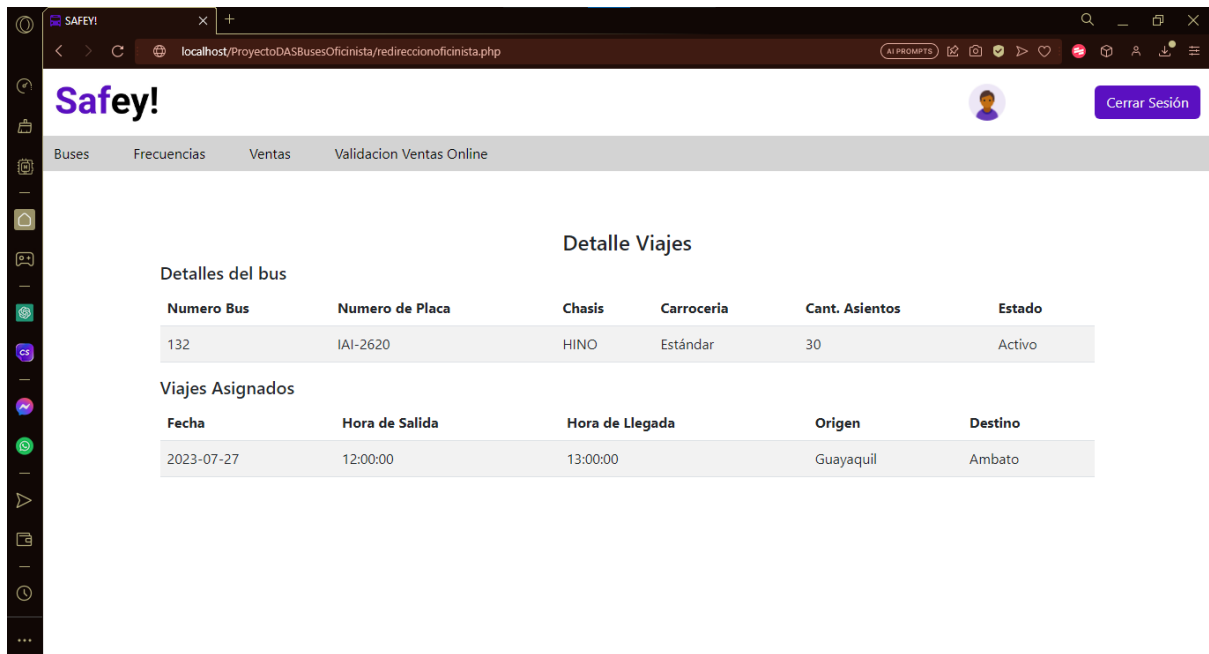 SAFEY!
localhost/ProyectoDASBusesOficinista/redireccionoficinista.php AI PROMPTS
Safey! Cerrar Sesión
Buses Frecuencias Ventas Validacion Ventas Online
Detalle Viajes
Detalles del bus
Numero Bus Numero de Placa Chasis Carroceria Cant. Asientos Estado
132 IAI-2620 HINO Estándar 30 Activo
Viajes Asignados
Fecha Hora de Salida Hora de Llegada Origen Destino
2023-07-27 12:00:00 13:00:00 Guayaquil Ambato
CS